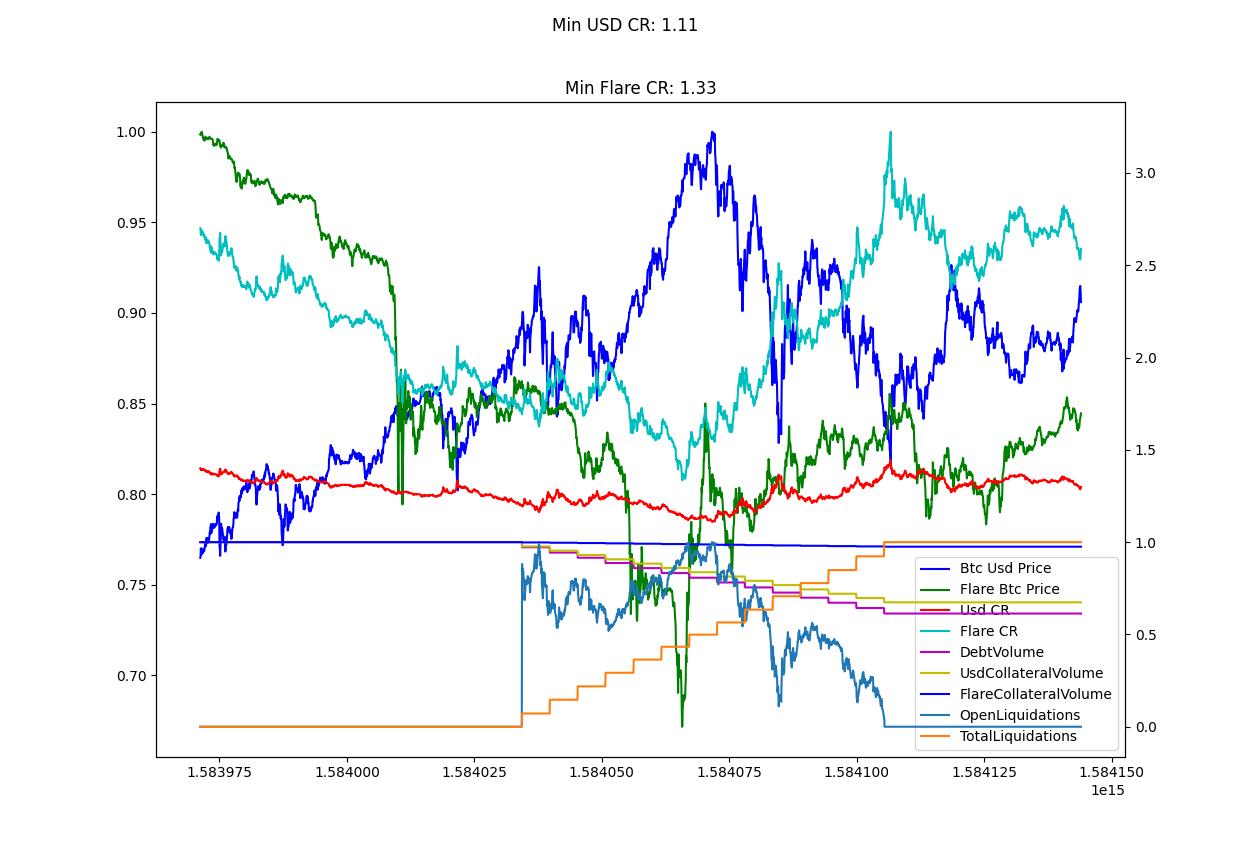 Min USD CR: 1.11
Min Flare CR: 1.33
1.00
0.95
0.90
0.85
0.80
0.75
0.70
3.0
2.5
2.0
1.5
1.0
0.5
0.0
Btc Usd Price
Flare Btc Price
Usd CR
Flare CR
DebtVolume
UsdCollateralVolume
FlareCollateralVolume
OpenLiquidations
TotalLiquidations
1.583975 1.584000 1.584025 1.584050 1.584075 1.584100 1.584125 1.584150
1e15